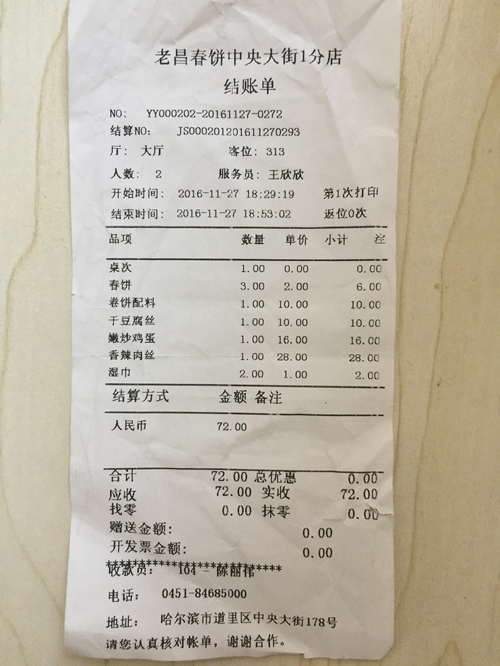 老昌春饼中央大街1分店
结账单
NO: YY000202-20161127-0272
结算NO: JS000201201611270293
厅: 大厅 客位: 313
人数: 2 服务员: 王欣欣
开始时间: 2016-11-27 18:29:19 第1次打印
结束时间: 2016-11-27 18:53:02 返位0次
品项 数量 单价 小计 注
桌次 1.00 0.00 0.00
春饼 3.00 2.00 6.00
卷饼配料 1.00 10.00 10.00
干豆腐丝 1.00 10.00 10.00
嫩炒鸡蛋 1.00 16.00 16.00
香辣肉丝 1.00 28.00 28.00
湿巾 2.00 1.00 2.00
结算方式 金额 备注
人民币 72.00
合计 72.00 总优惠 0.00
应收 72.00 实收 72.00
找零 0.00 抹零 0.00
赠送金额: 0.00
开发票金额: 0.00
**************************
收款员: 104 - 陈丽伟
电话: 0451-84685000
地址: 哈尔滨市道里区中央大街178号
请您认真核对帐单，谢谢合作。